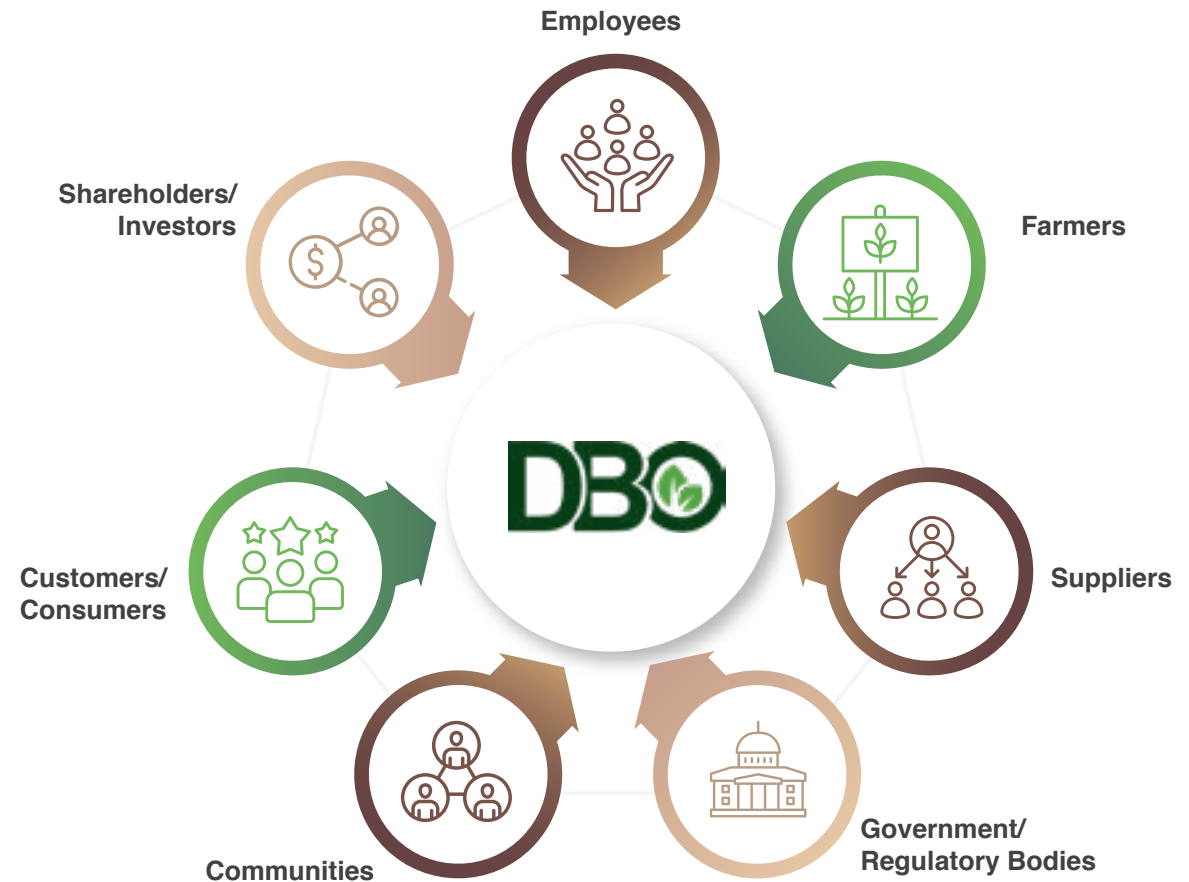 Employees
Shareholders/
Investors
Farmers
$
DBO
Customers/
Consumers
Suppliers
Government/
Regulatory Bodies
Communities